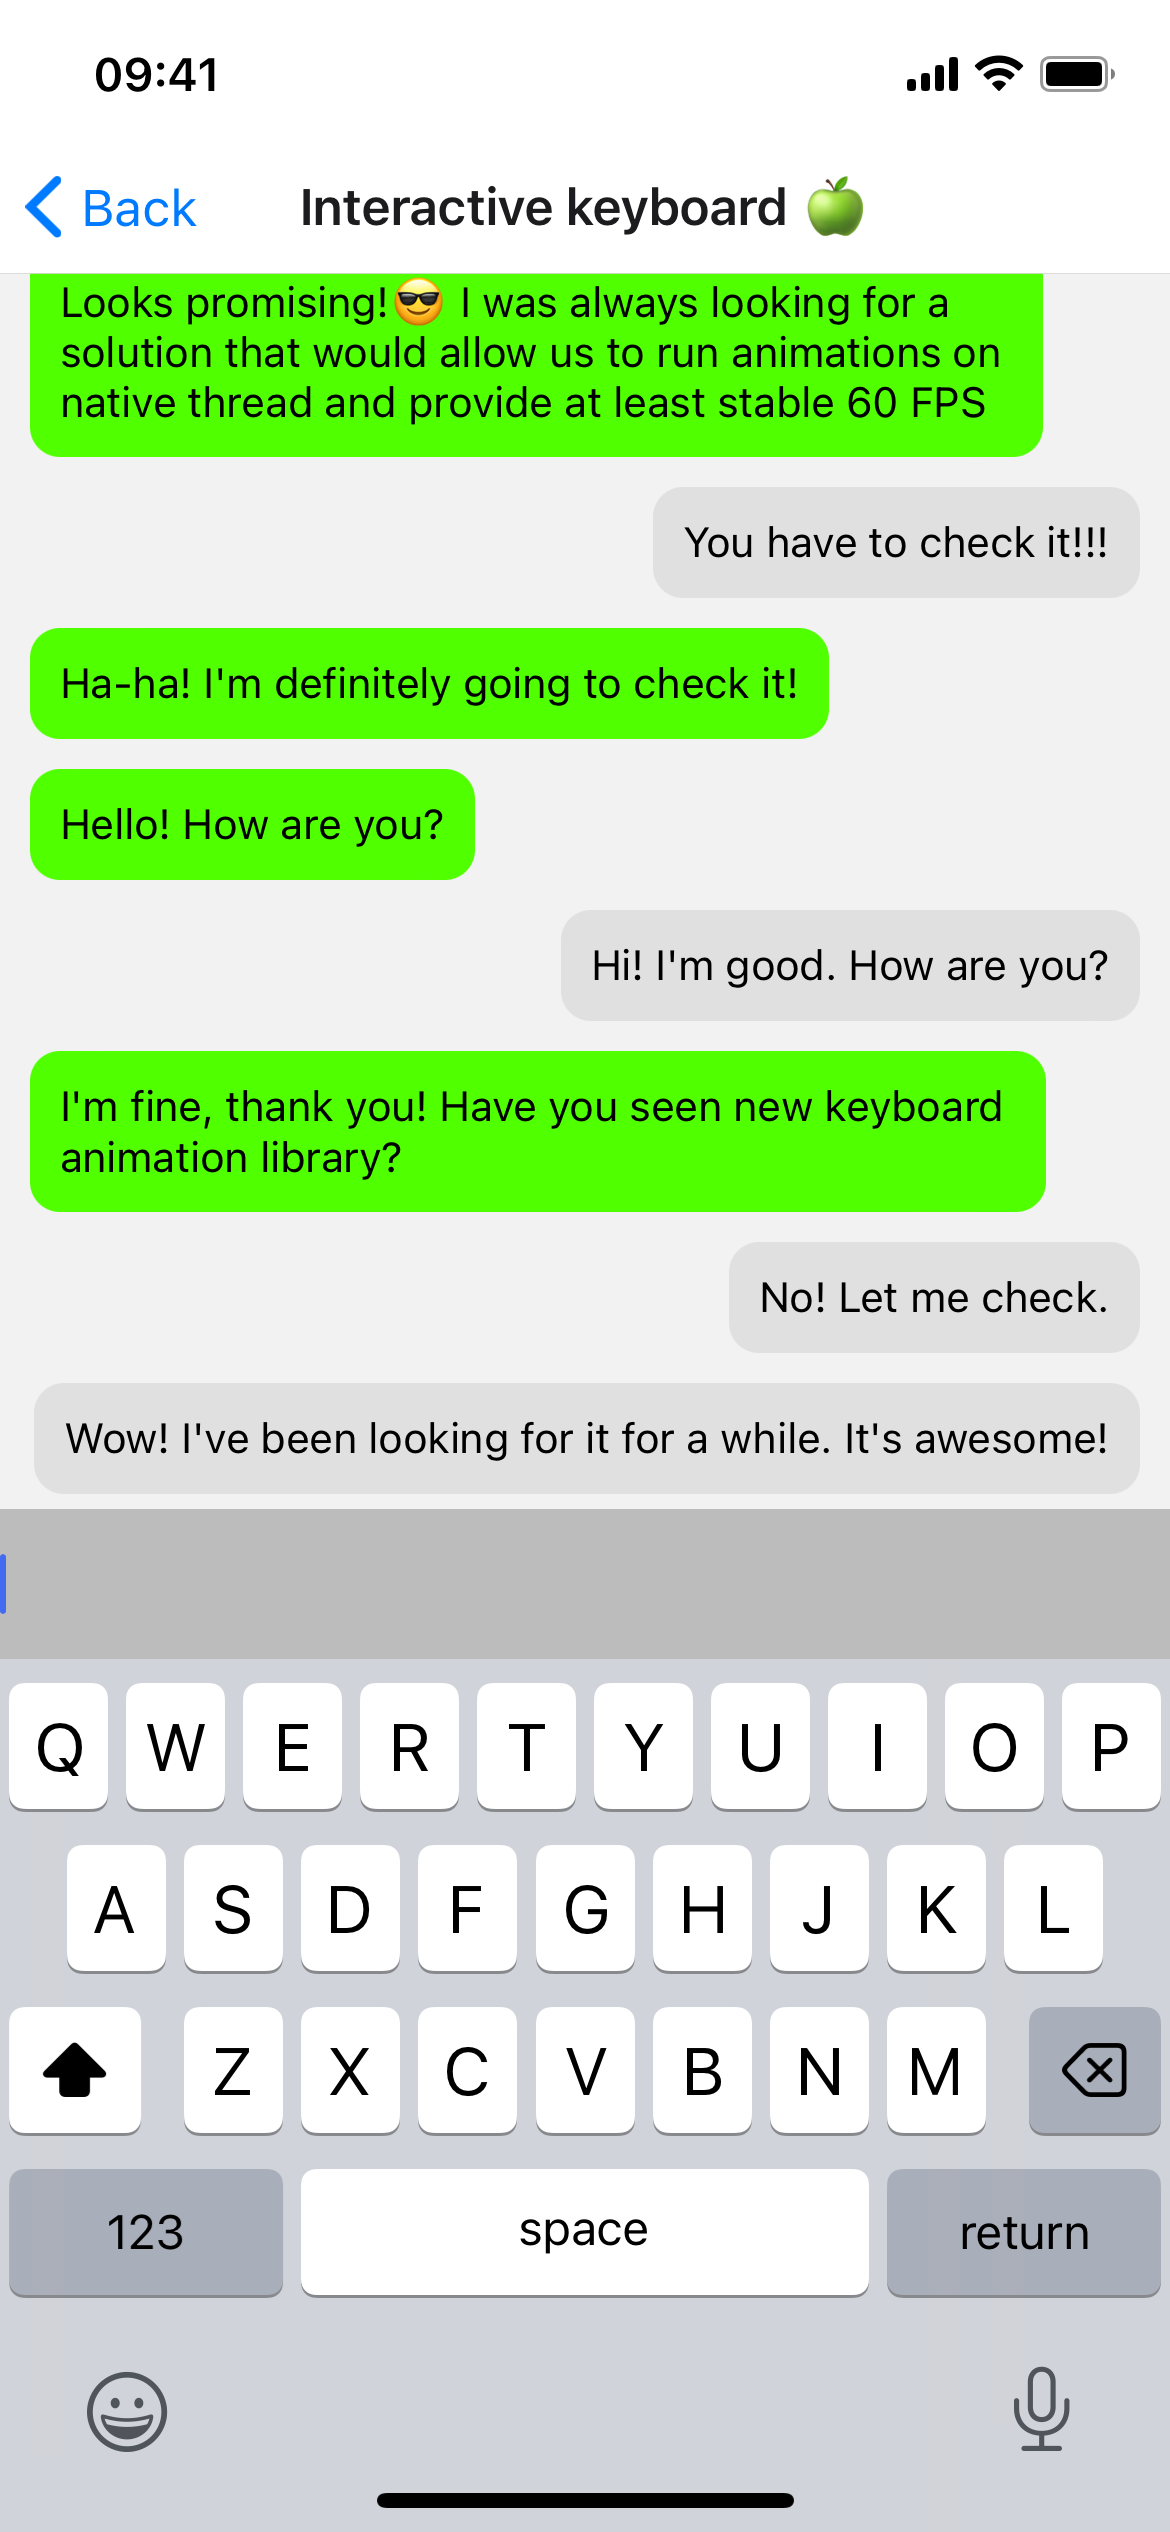 09:41
Back
Interactive keyboard 🍏
Looks promising!😎 I was always looking for a
solution that would allow us to run animations on
native thread and provide at least stable 60 FPS
You have to check it!!!
Ha-ha! I'm definitely going to check it!
Hello! How are you?
Hi! I'm good. How are you?
I'm fine, thank you! Have you seen new keyboard
animation library?
No! Let me check.
Wow! I've been looking for it for a while. It's awesome!
Q W E R T Y U I O P
A S D F G H J K L
Z X C V B N M
123 space return